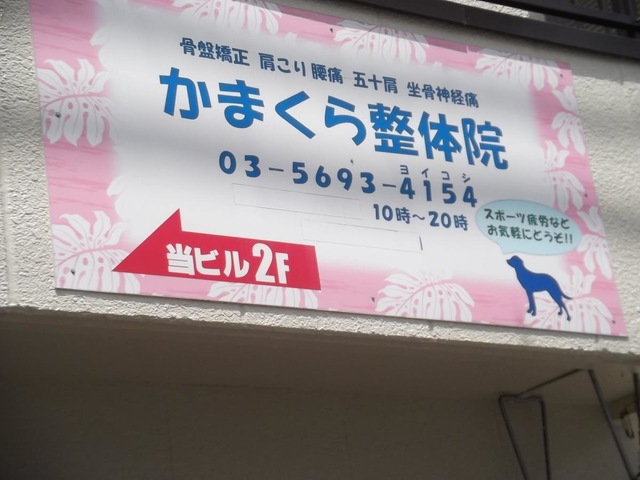 骨盤矯正 肩こり腰痛 五十肩 坐骨神経痛
かまくら整体院
ヨイコシ
03-5693-4154
10時～20時
スポーツ疲労など
お気軽にどうぞ!!
当ビル2F